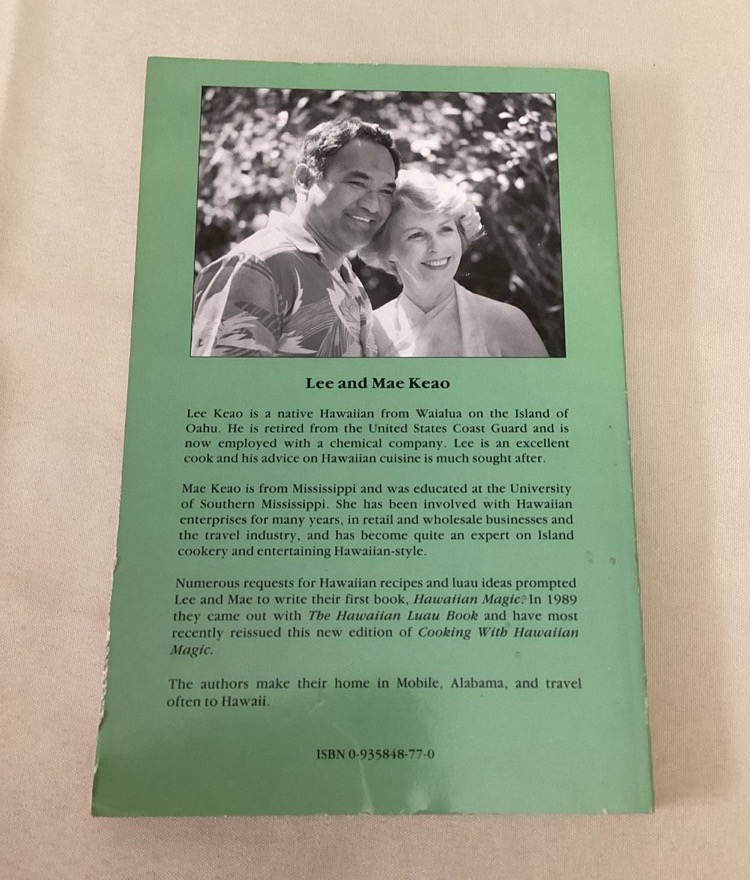 Lee and Mae Keao
Lee Keao is a native Hawaiian from Waialua on the Island of
Oahu. He is retired from the United States Coast Guard and is
now employed with a chemical company. Lee is an excellent
cook and his advice on Hawaiian cuisine is much sought after.
Mae Keao is from Mississippi and was educated at the University
of Southern Mississippi. She has been involved with Hawaiian
enterprises for many years, in retail and wholesale businesses and
the travel industry, and has become quite an expert on Island
cookery and entertaining Hawaiian-style.
Numerous requests for Hawaiian recipes and luau ideas prompted
Lee and Mae to write their first book, Hawaiian Magic. In 1989
they came out with The Hawaiian Luau Book and have most
recently reissued this new edition of Cooking With Hawaiian
Magic.
The authors make their home in Mobile, Alabama, and travel
often to Hawaii.
ISBN 0-935848-77-0